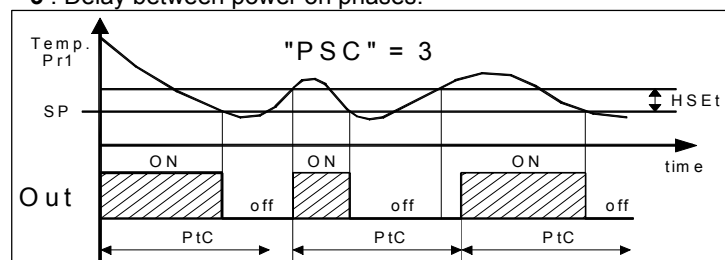 3 : Delay between power on phases.
Temp.
Pr1
"PSC" = 3
SP
HSEt
time
ON ON ON
Out
off off off
PtC PtC PtC